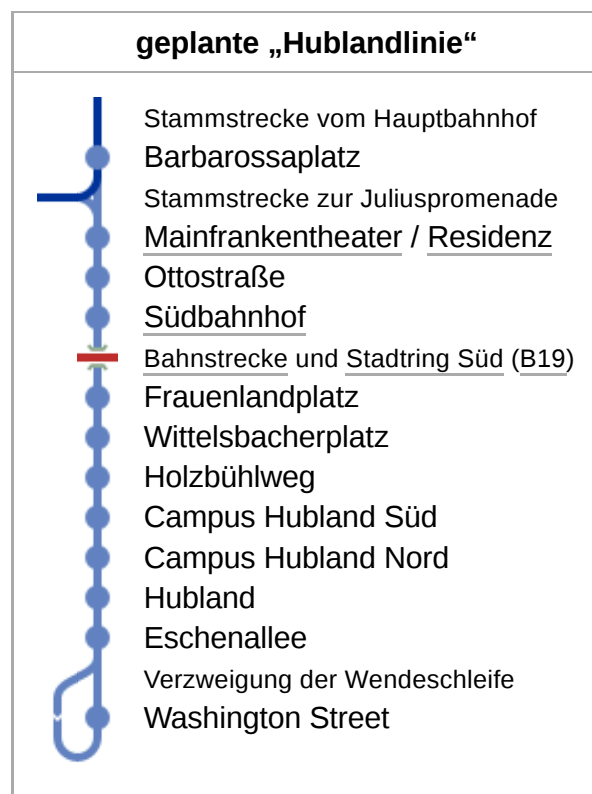 geplante „Hublandlinie“
Stammstrecke vom Hauptbahnhof
Barbarossaplatz
Stammstrecke zur Juliuspromenade
Mainfrankentheater / Residenz
Ottostraße
Südbahnhof
Bahnstrecke und Stadtring Süd (B19)
Frauenlandplatz
Wittelsbacherplatz
Holzbühlweg
Campus Hubland Süd
Campus Hubland Nord
Hubland
Eschenallee
Verzweigung der Wendeschleife
Washington Street